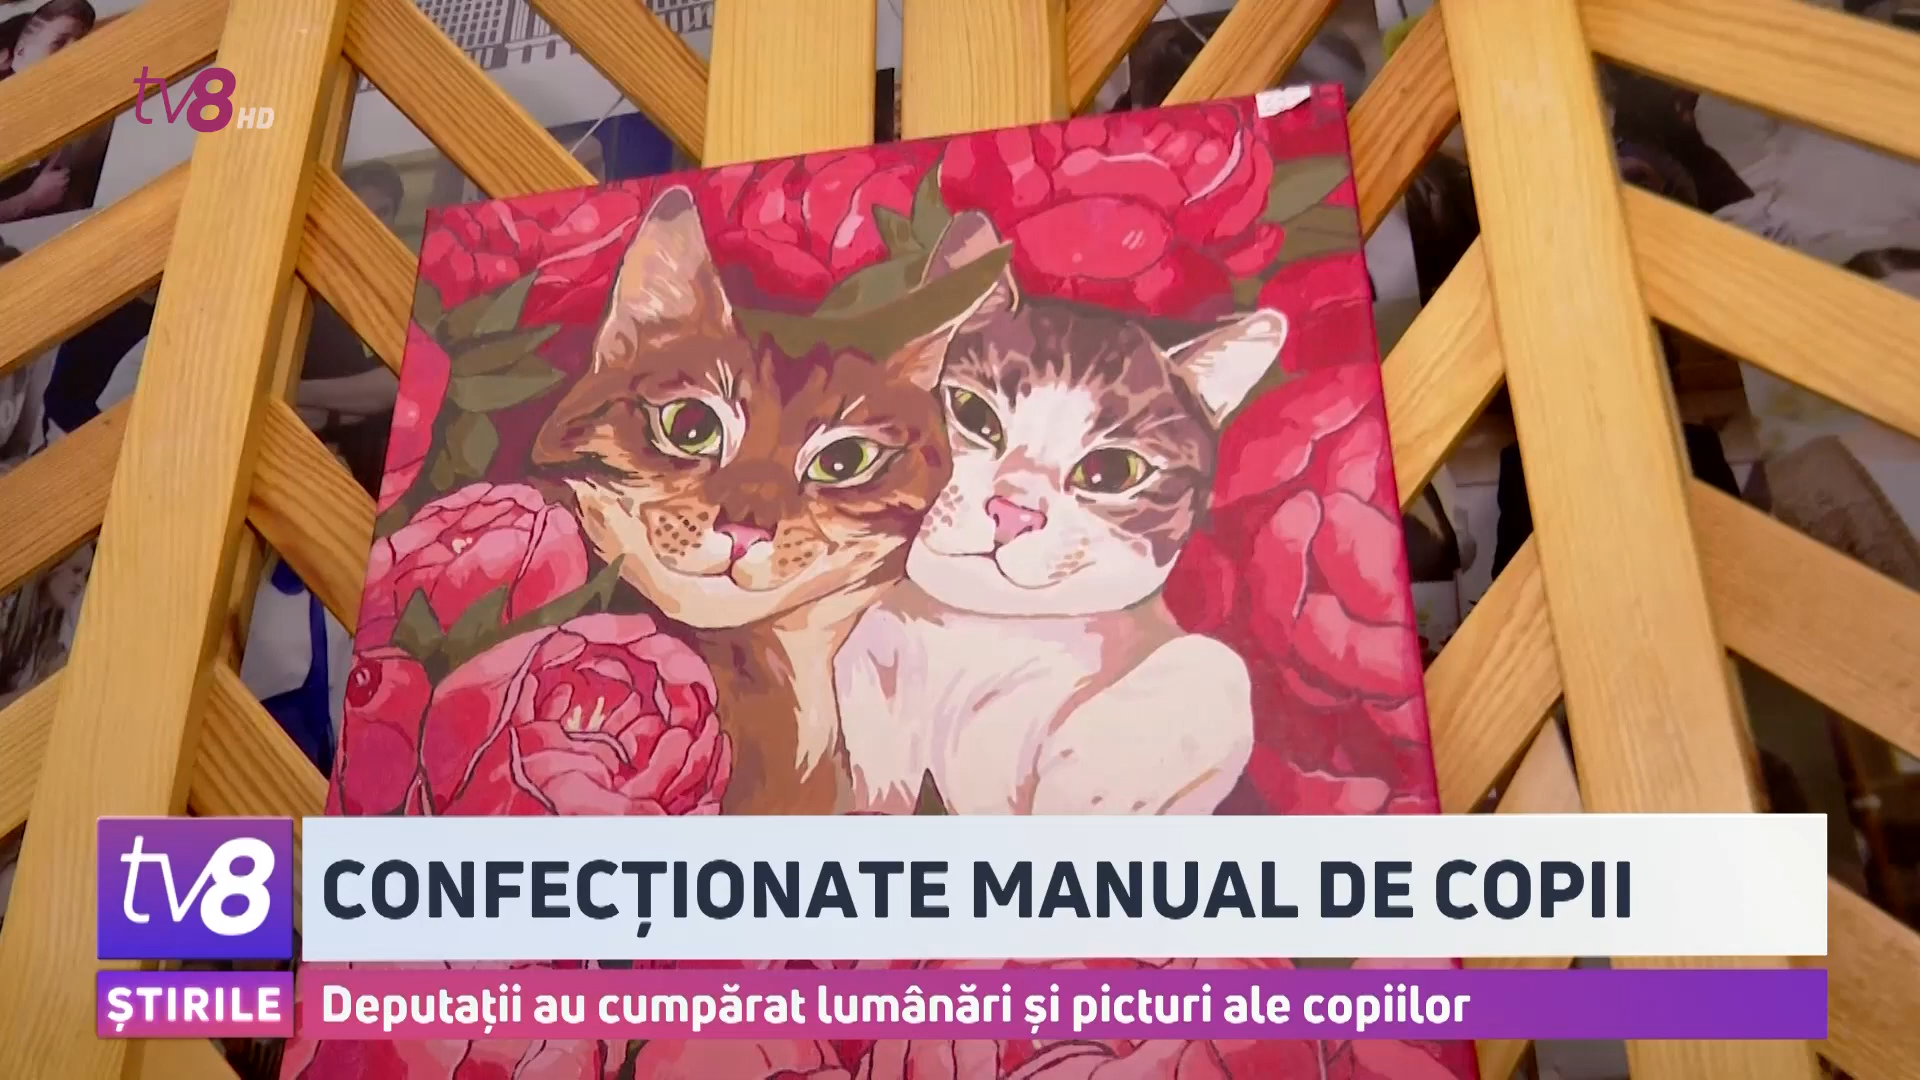 tv8 HD
tv8
CONFECȚIONATE MANUAL DE COPII
ȘTIRILE
Deputații au cumpărat lumânări și picturi ale copiilor